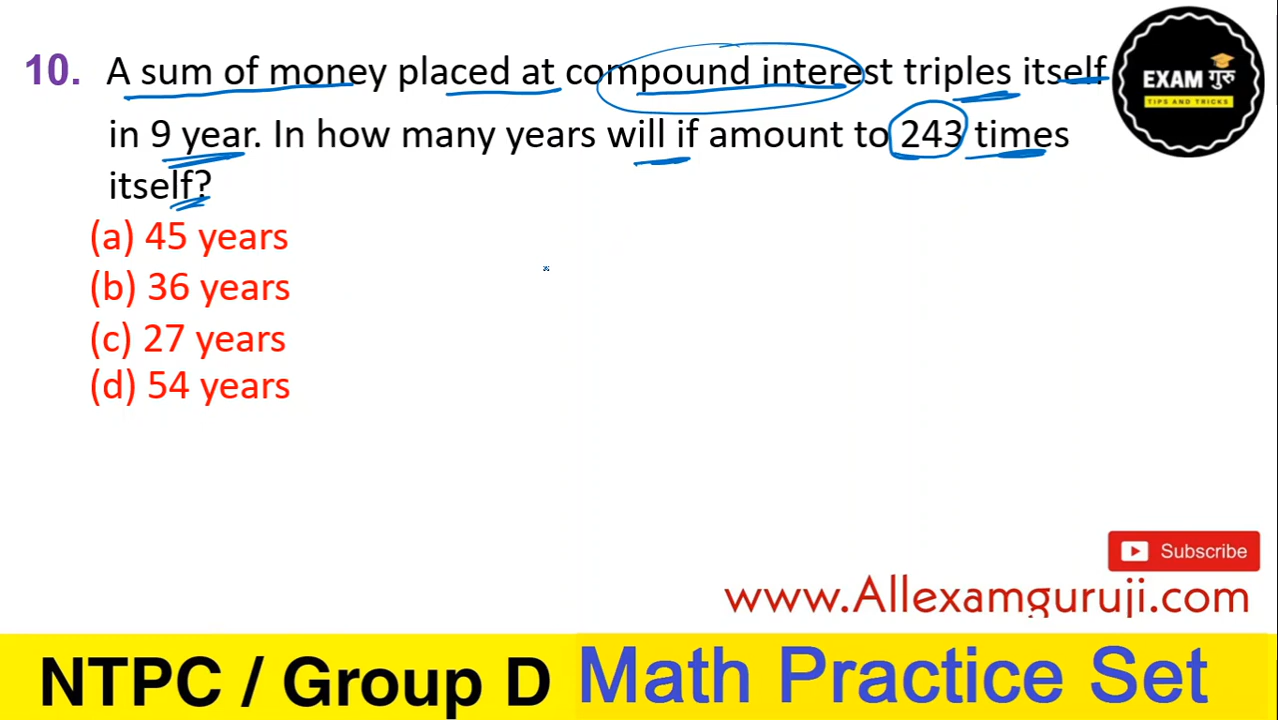 10. A sum of money placed at compound interest triples itself
in 9 year. In how many years will if amount to 243 times
itself?
(a) 45 years
(b) 36 years
(c) 27 years
(d) 54 years
EXAM गुरु
TIPS AND TRICKS
Subscribe
www.Allexamguruji.com
NTPC / Group D Math Practice Set